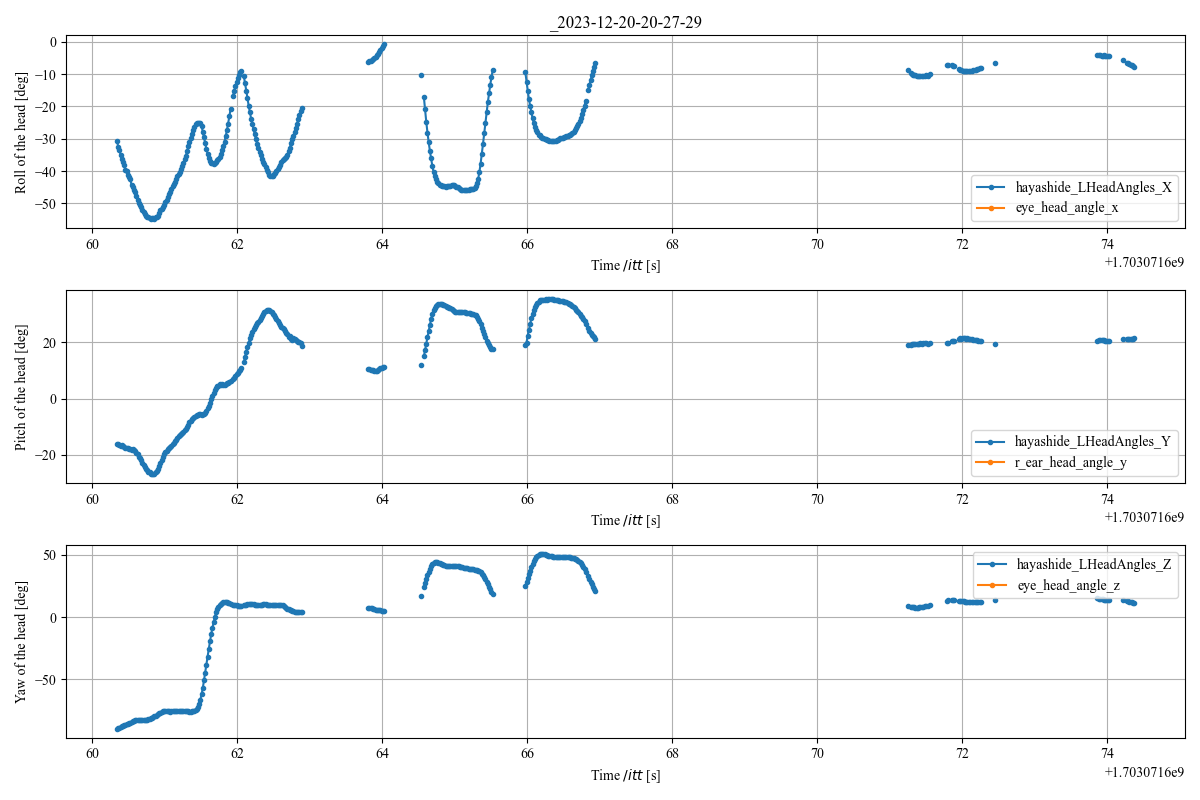 _2023-12-20-20-27-29
Roll of the head [deg]
0
−10
−20
−30
−40
−50
hayashide_LHeadAngles_X
eye_head_angle_x
60 62 64 66 68 70 72 74
+1.7030716e9
Time /itt [s]
Pitch of the head [deg]
20
0
−20
hayashide_LHeadAngles_Y
r_ear_head_angle_y
60 62 64 66 68 70 72 74
+1.7030716e9
Time /itt [s]
Yaw of the head [deg]
50
0
−50
hayashide_LHeadAngles_Z
eye_head_angle_z
60 62 64 66 68 70 72 74
+1.7030716e9
Time /itt [s]